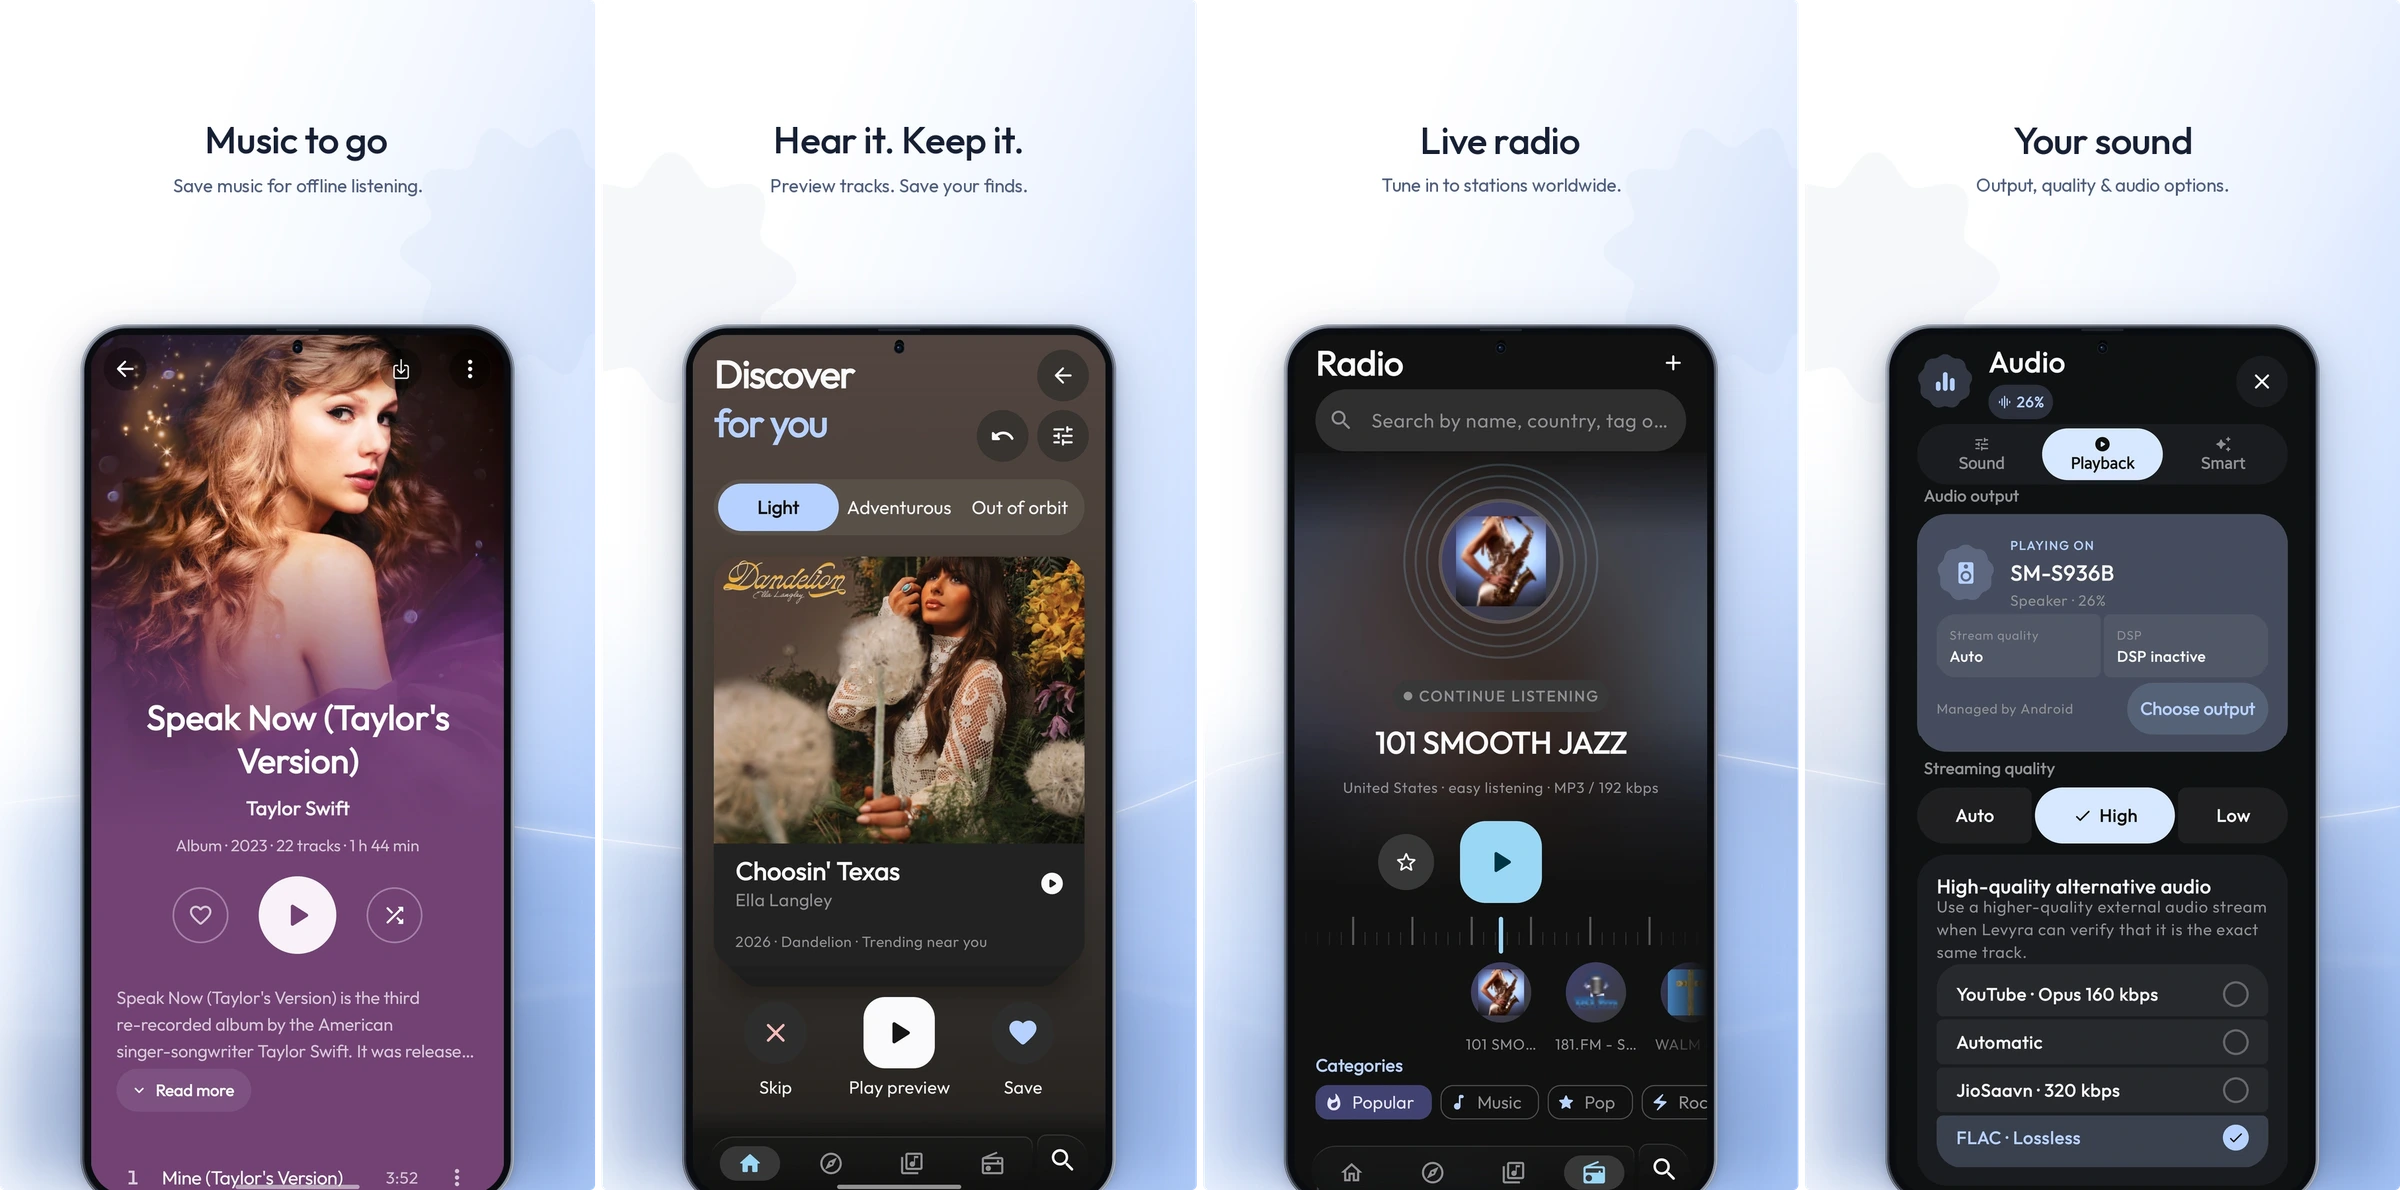 Music to go
Save music for offline listening.
Speak Now (Taylor's
Version)
Taylor Swift
Album · 2023 · 22 tracks · 1 h 44 min
Speak Now (Taylor's Version) is the third
re-recorded album by the American
singer-songwriter Taylor Swift. It was release...
Read more
1 Mine (Taylor's Version) 3:52
Hear it. Keep it.
Preview tracks. Save your finds.
Discover
for you
Light Adventurous Out of orbit
Dandelion
Ella Langley
Choosin' Texas
Ella Langley
2026 · Dandelion · Trending near you
Skip Play preview Save
Live radio
Tune in to stations worldwide.
Radio
Search by name, country, tag o...
CONTINUE LISTENING
101 SMOOTH JAZZ
United States · easy listening · MP3 / 192 kbps
101 SMO... 181.FM - S... WALM
Categories
Popular Music Pop Roc
Your sound
Output, quality & audio options.
Audio
26%
Sound Playback Smart
Audio output
PLAYING ON
SM-S936B
Speaker · 26%
Stream quality DSP
Auto DSP inactive
Managed by Android Choose output
Streaming quality
Auto High Low
High-quality alternative audio
Use a higher-quality external audio stream
when Levyra can verify that it is the exact
same track.
YouTube · Opus 160 kbps
Automatic
JioSaavn · 320 kbps
FLAC · Lossless